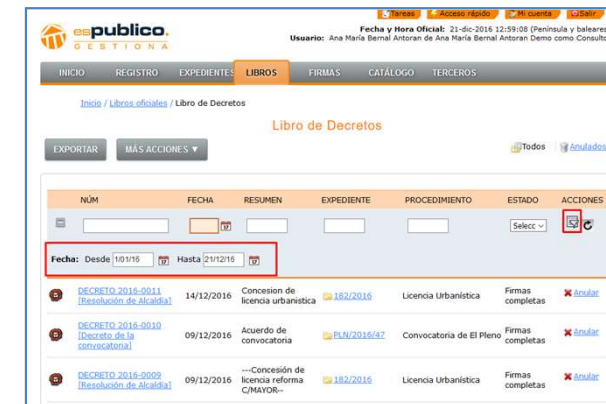 Tareas Acceso rápido Mi cuenta Salir
espublico.
GESTIONA
Fecha y Hora Oficial: 21-dic-2016 12:59:08 (Península y baleares
Usuario: Ana María Bernal Antoran de Ana María Bernal Antoran Demo como Consulto
INICIO REGISTRO EXPEDIENTES LIBROS FIRMAS CATÁLOGO TERCEROS
Inicio / Libros oficiales / Libro de Decretos
Libro de Decretos
EXPORTAR MÁS ACCIONES ▼ Todos Anulados
NÚM FECHA RESUMEN EXPEDIENTE PROCEDIMIENTO ESTADO ACCIONES
Selecc
Fecha: Desde 1/01/16 Hasta 21/12/16
DECRETO 2016-0011 14/12/2016 Concesion de Firmas
[Resolución de Alcaldía] licencia urbanistica 182/2016 Licencia Urbanística completas Anular
DECRETO 2016-0010
[Decreto de la 09/12/2016 Acuerdo de PLN/2016/47 Convocatoria de El Pleno Firmas Anular
convocatoria] convocatoria completas
DECRETO 2016-0009 ---Concesión de Firmas
[Resolución de Alcaldía] 09/12/2016 licencia reforma 182/2016 Licencia Urbanística completas Anular
C/MAYOR--